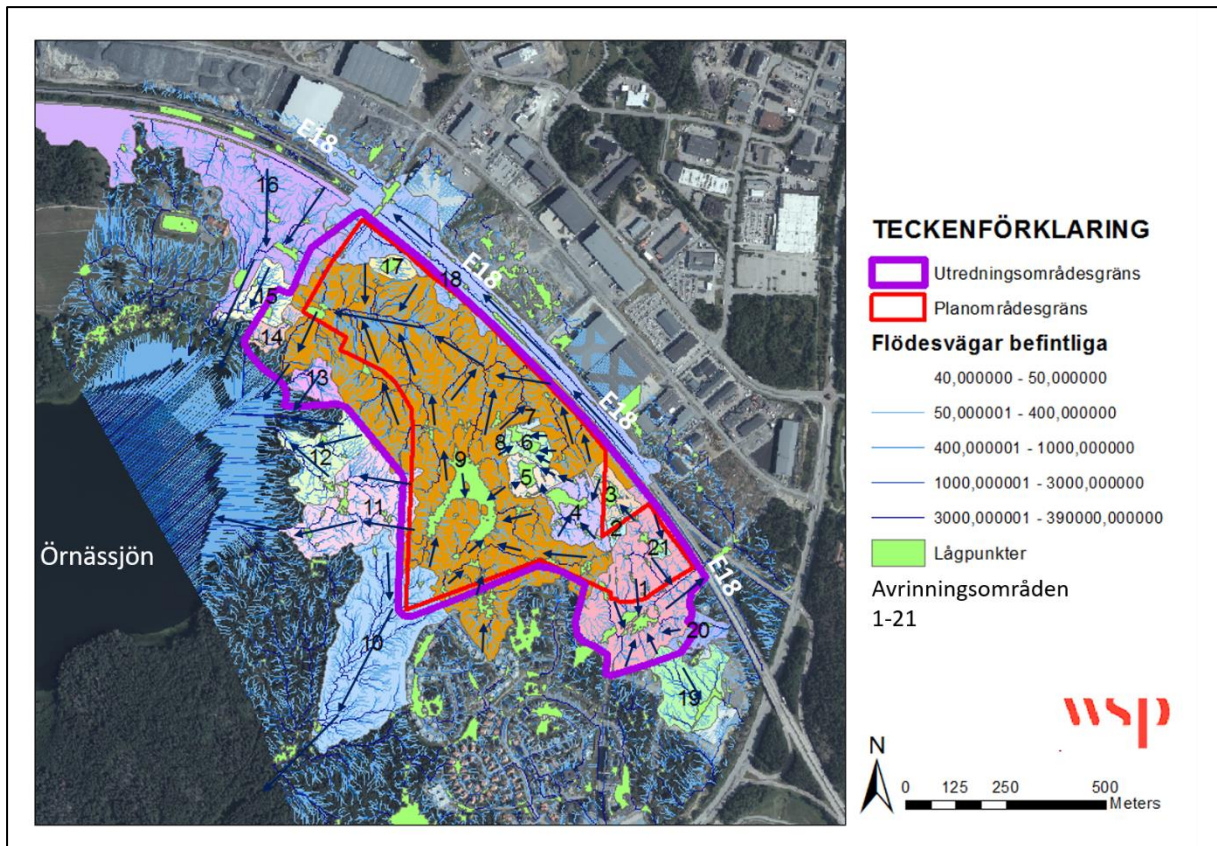 E18
16
17
E18
18
15
14
13
E18
7
8
6
9
5
12
3
4
11
2
21
E18
1
20
10
19
Örnässjön
TECKENFÖRKLARING
Utredningsområdesgräns
Planområdesgräns
Flödesvägar befintliga
40,000000 - 50,000000
50,000001 - 400,000000
400,000001 - 1000,000000
1000,000001 - 3000,000000
3000,000001 - 390000,000000
Lågpunkter
Avrinningsområden
1-21
wsp
N
0 125 250 500
Meters